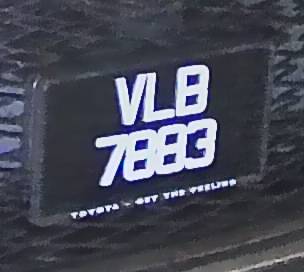 VLB
7883
TOYOTA - GET THE FEELING